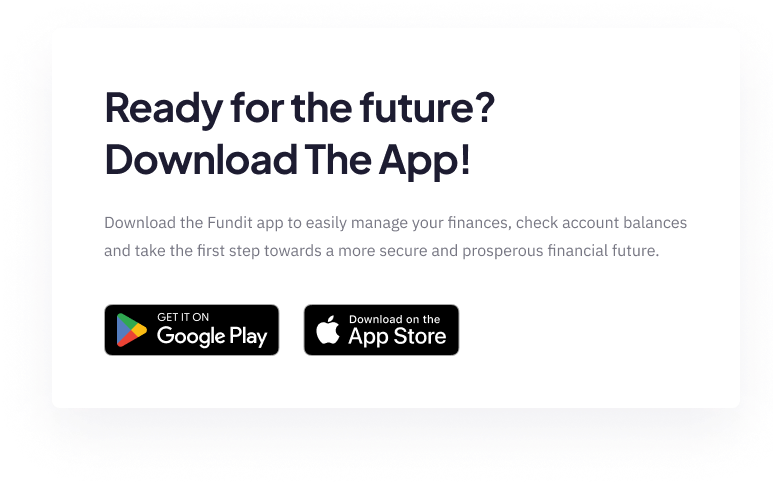 Ready for the future?
Download The App!
Download the Fundit app to easily manage your finances, check account balances
and take the first step towards a more secure and prosperous financial future.
GET IT ON
Google Play
Download on the
App Store